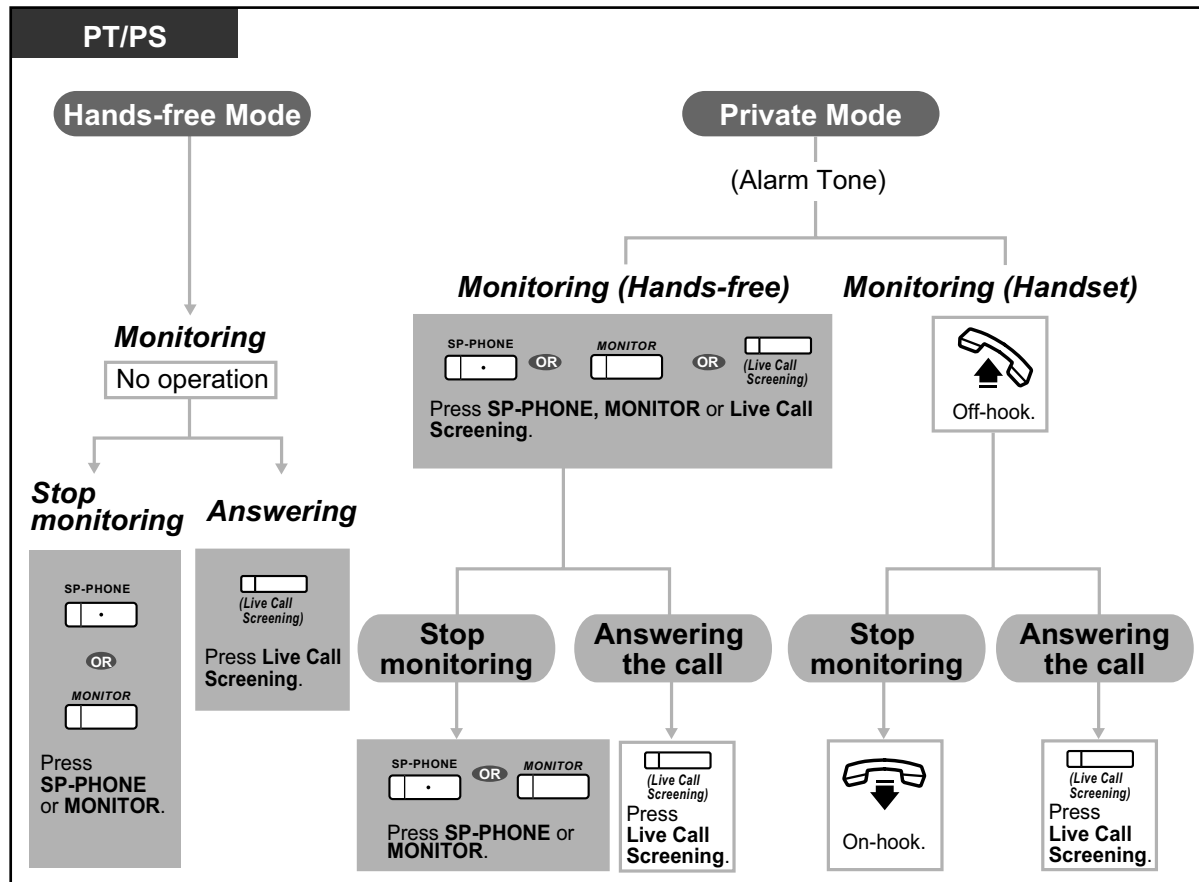 PT/PS
Hands-free Mode
Monitoring
No operation
Stop
monitoring
SP-PHONE
OR
MONITOR
Press
SP-PHONE
or MONITOR.
Answering
(Live Call
Screening)
Press Live Call
Screening.
Private Mode
(Alarm Tone)
Monitoring (Hands-free)
SP-PHONE OR MONITOR OR (Live Call
Screening)
Press SP-PHONE, MONITOR or Live Call
Screening.
Stop
monitoring
SP-PHONE OR MONITOR
Press SP-PHONE or
MONITOR.
Answering
the call
(Live Call
Screening)
Press
Live Call
Screening.
Monitoring (Handset)
Off-hook.
Stop
monitoring
On-hook.
Answering
the call
(Live Call
Screening)
Press
Live Call
Screening.